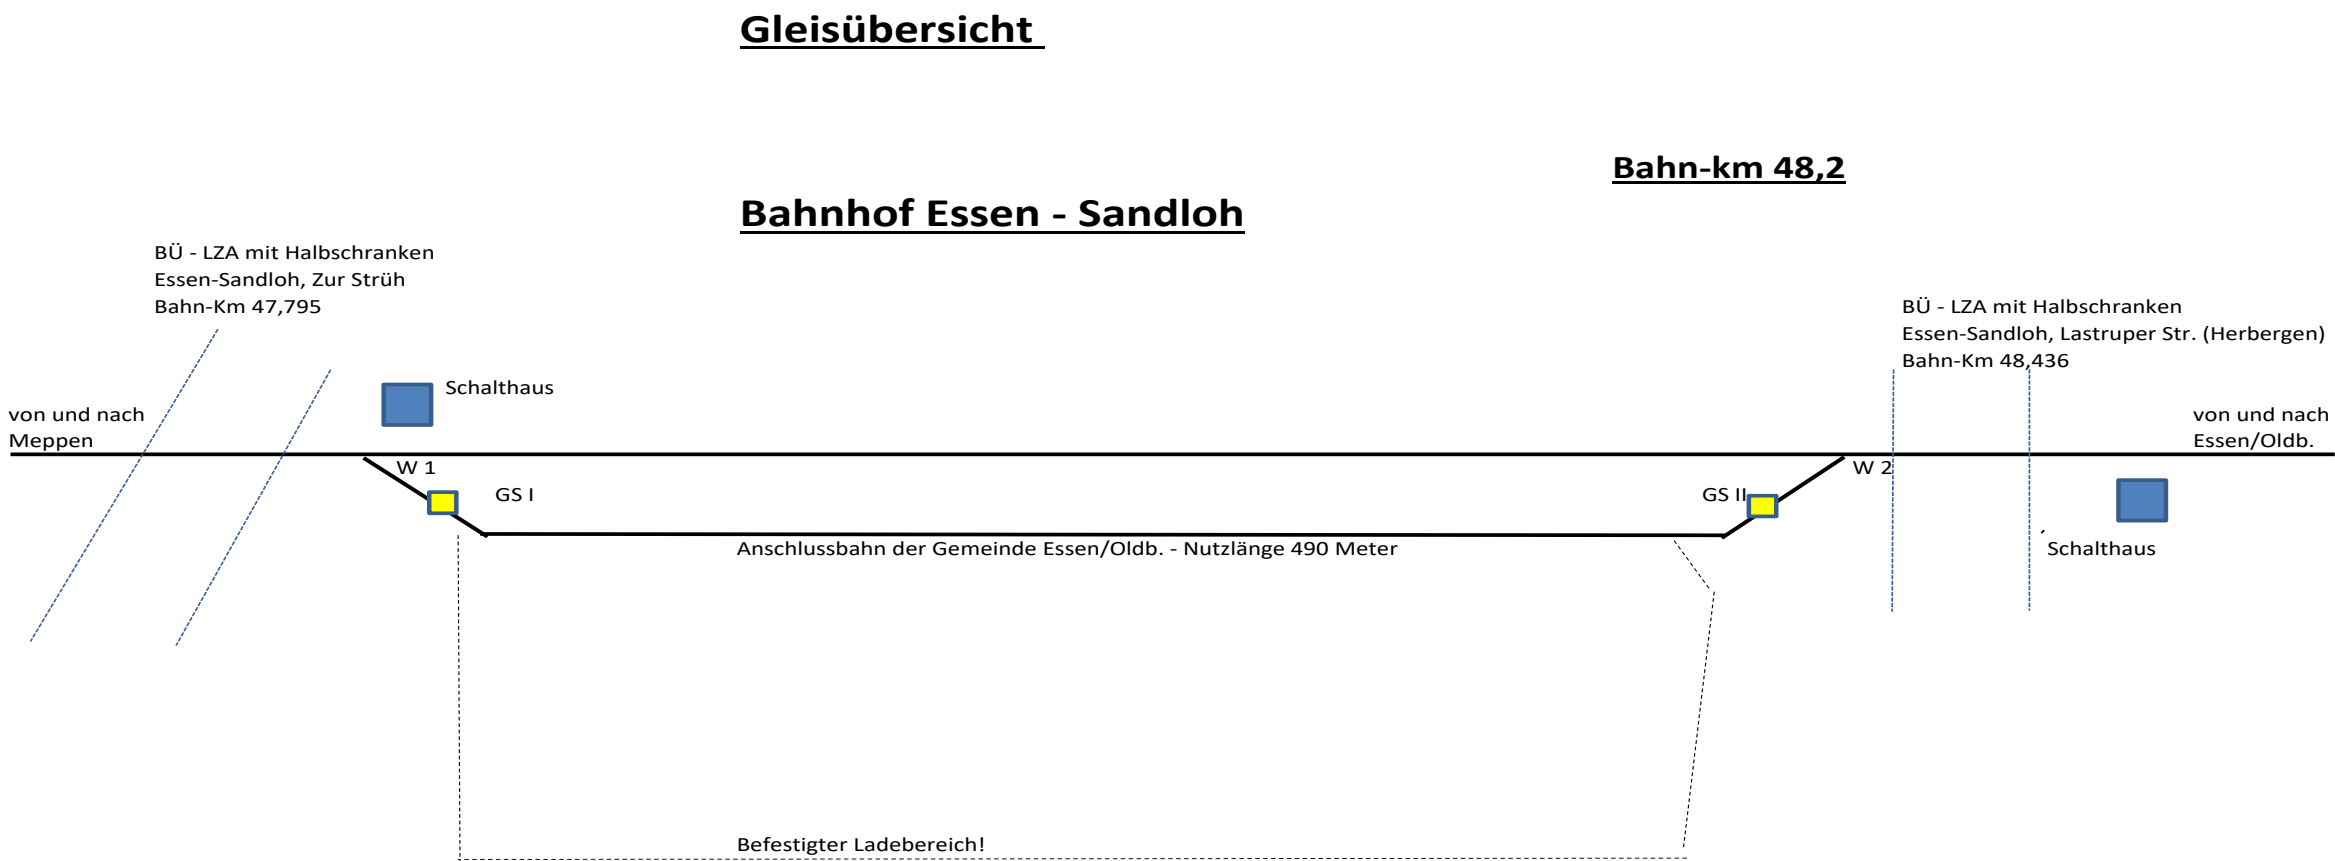 Gleisübersicht
Bahn-km 48,2
Bahnhof Essen - Sandloh
BÜ - LZA mit Halbschranken
Essen-Sandloh, Zur Strüh
Bahn-Km 47,795
BÜ - LZA mit Halbschranken
Essen-Sandloh, Lastruper Str. (Herbergen)
Bahn-Km 48,436
Schalthaus
von und nach
Meppen
von und nach
Essen/Oldb.
W 1
W 2
GS I
GS II
Anschlussbahn der Gemeinde Essen/Oldb. - Nutzlänge 490 Meter
´Schalthaus
Befestigter Ladebereich!